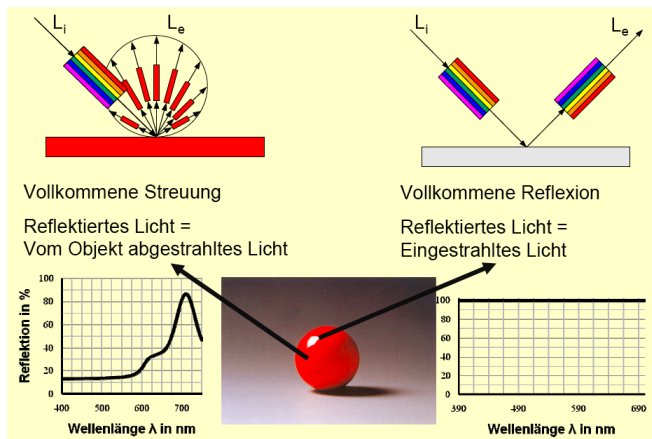 Li
Le
Li
Le
Vollkommene Streuung
Vollkommene Reflexion
Reflektiertes Licht =
Vom Objekt abgestrahltes Licht
Reflektiertes Licht =
Eingestrahltes Licht
Reflektion in %
100
80
60
40
20
0
400
500
600
700
Wellenlänge λ in nm
100
80
60
40
20
0
390
490
590
690
Wellenlänge λ in nm